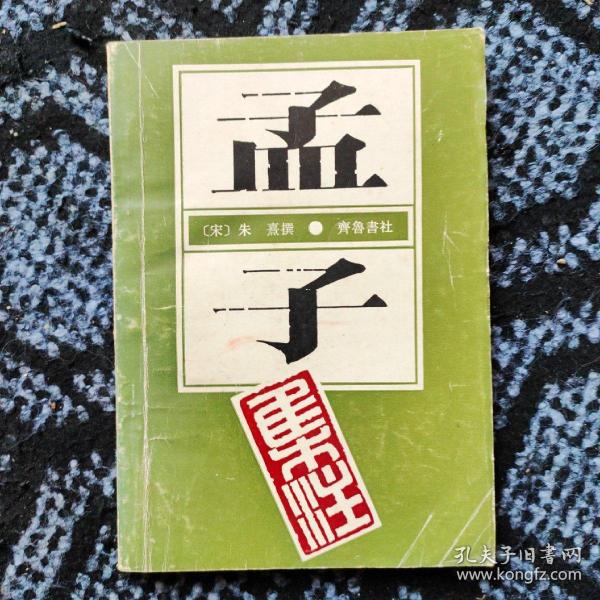 孟
〔宋〕朱 熹撰 ● 齊魯書社
子
集注
孔夫子旧書网
www.kongfz.com